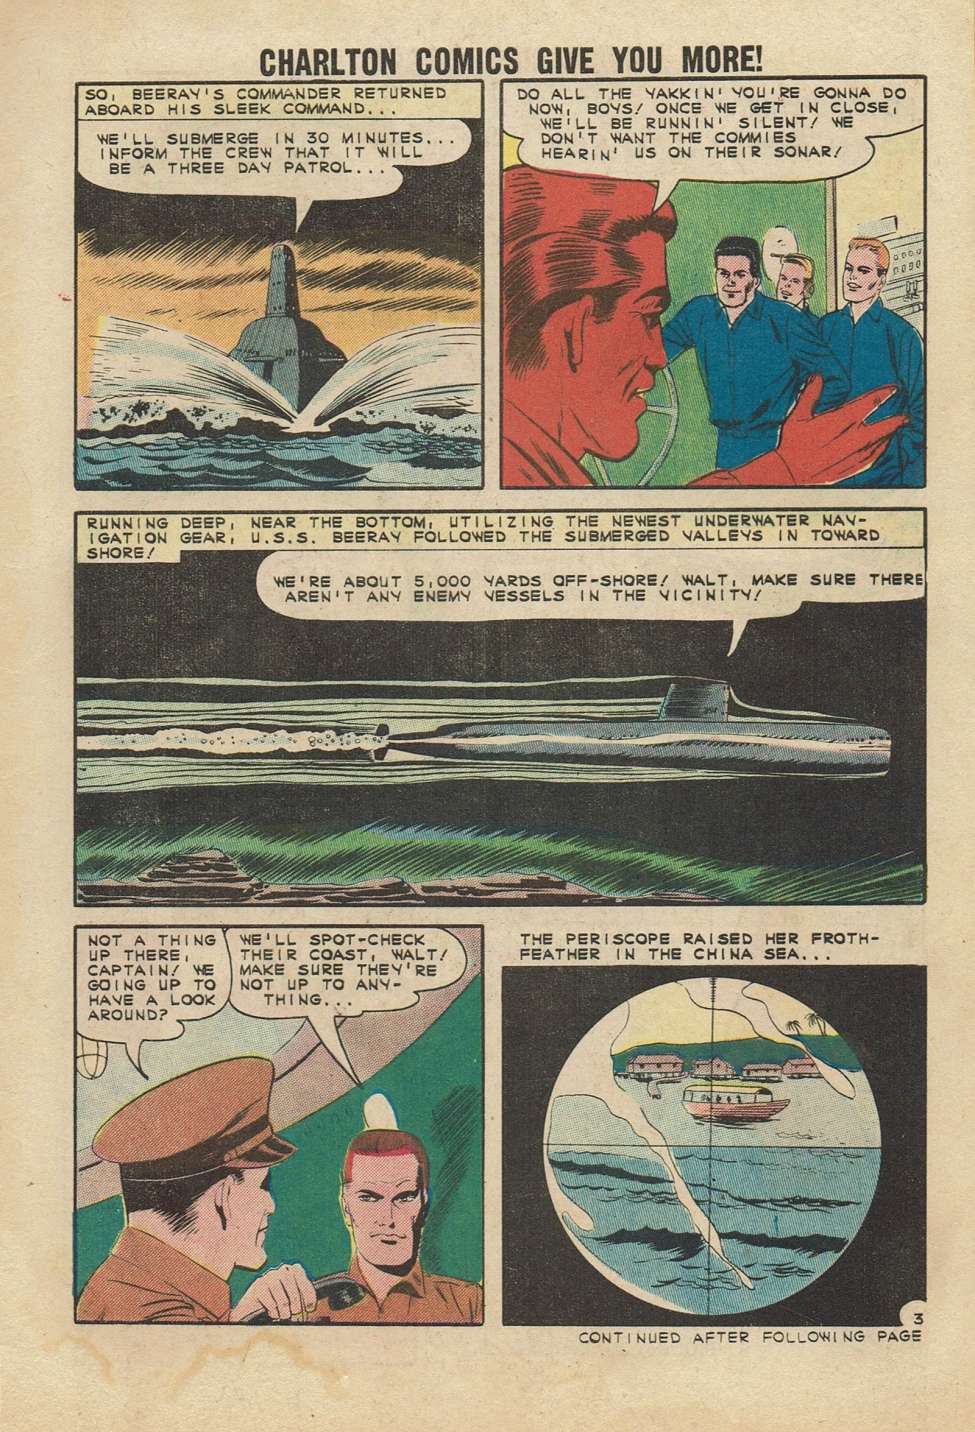 CHARLTON COMICS GIVE YOU MORE!
SO, BEERAY'S COMMANDER RETURNED
ABOARD HIS SLEEK COMMAND...
WE'LL SUBMERGE IN 30 MINUTES...
INFORM THE CREW THAT IT WILL
BE A THREE DAY PATROL...
DO ALL THE YAKKIN' YOU'RE GONNA DO
NOW, BOYS! ONCE WE GET IN CLOSE,
WE'LL BE RUNNIN' SILENT! WE
DON'T WANT THE COMMIES
HEARIN' US ON THEIR SONAR!
RUNNING DEEP, NEAR THE BOTTOM, UTILIZING THE NEWEST UNDERWATER NAV-
IGATION GEAR, U.S.S. BEERAY FOLLOWED THE SUBMERGED VALLEYS IN TOWARD
SHORE!
WE'RE ABOUT 5,000 YARDS OFF-SHORE! WALT, MAKE SURE THERE
AREN'T ANY ENEMY VESSELS IN THE VICINITY!
NOT A THING
UP THERE,
CAPTAIN! WE
GOING UP TO
HAVE A LOOK
AROUND?
WE'LL SPOT-CHECK
THEIR COAST, WALT!
MAKE SURE THEY'RE
NOT UP TO ANY-
THING...
THE PERISCOPE RAISED HER FROTH-
FEATHER IN THE CHINA SEA...
3
CONTINUED AFTER FOLLOWING PAGE